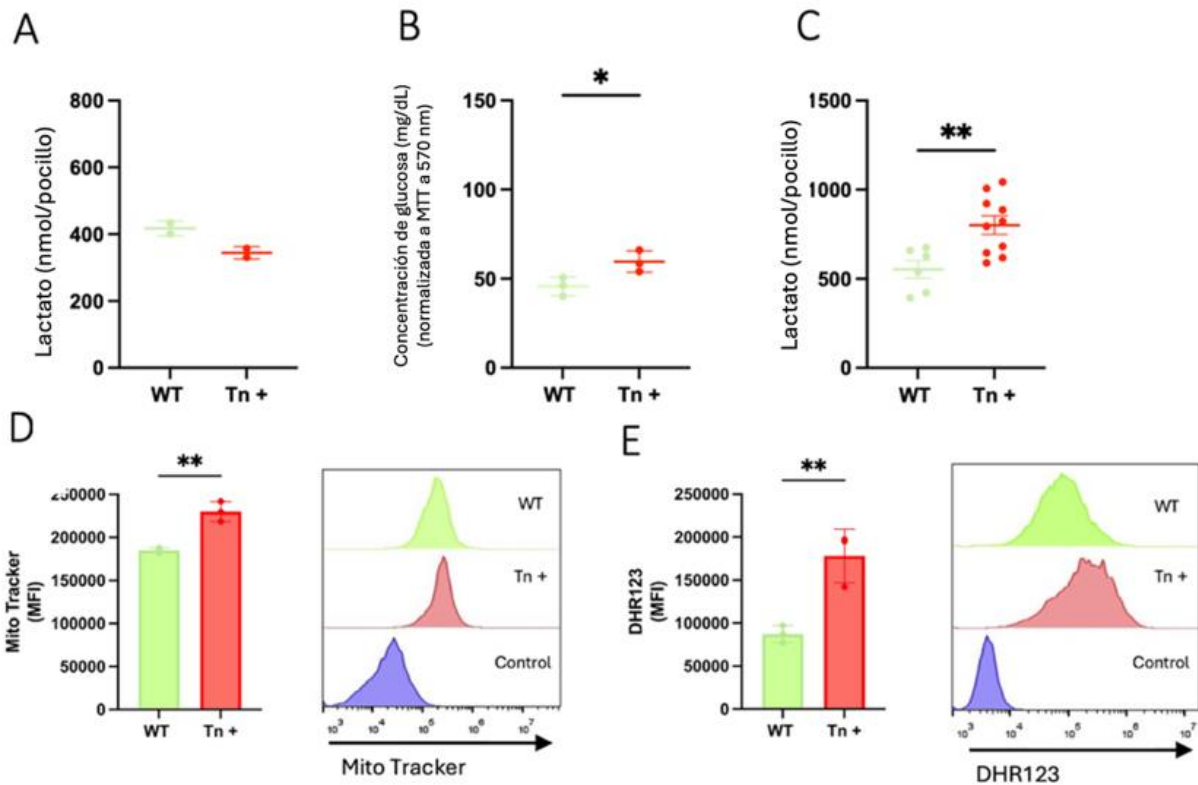 A
Lactato (nmol/pocillo)
800
600
400
200
0
WT
Tn +
B
Concentración de glucosa (mg/dL)
(normalizada a MTT a 570 nm)
150
100
50
0
*
WT
Tn +
C
Lactato (nmol/pocillo)
1500
1000
500
0
**
WT
Tn +
D
Mito Tracker
(MFI)
200000
150000
100000
50000
0
**
WT
Tn +
WT
Tn +
Control
10³ 10⁴ 10⁵ 10⁶ 10⁷
Mito Tracker
E
DHR123
(MFI)
250000
200000
150000
100000
50000
0
**
WT
Tn +
WT
Tn +
Control
10³ 10⁴ 10⁵ 10⁶ 10⁷
DHR123